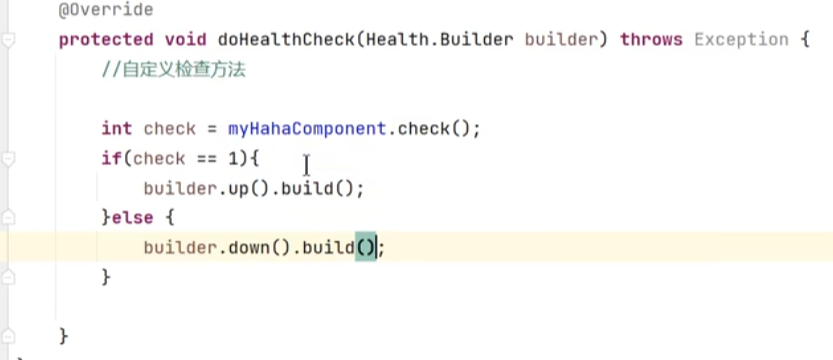 @Override
protected void doHealthCheck(Health.Builder builder) throws Exception {
//自定义检查方法
int check = myHahaComponent.check();
if(check == 1){
builder.up().build();
}else {
builder.down().build();
}
}